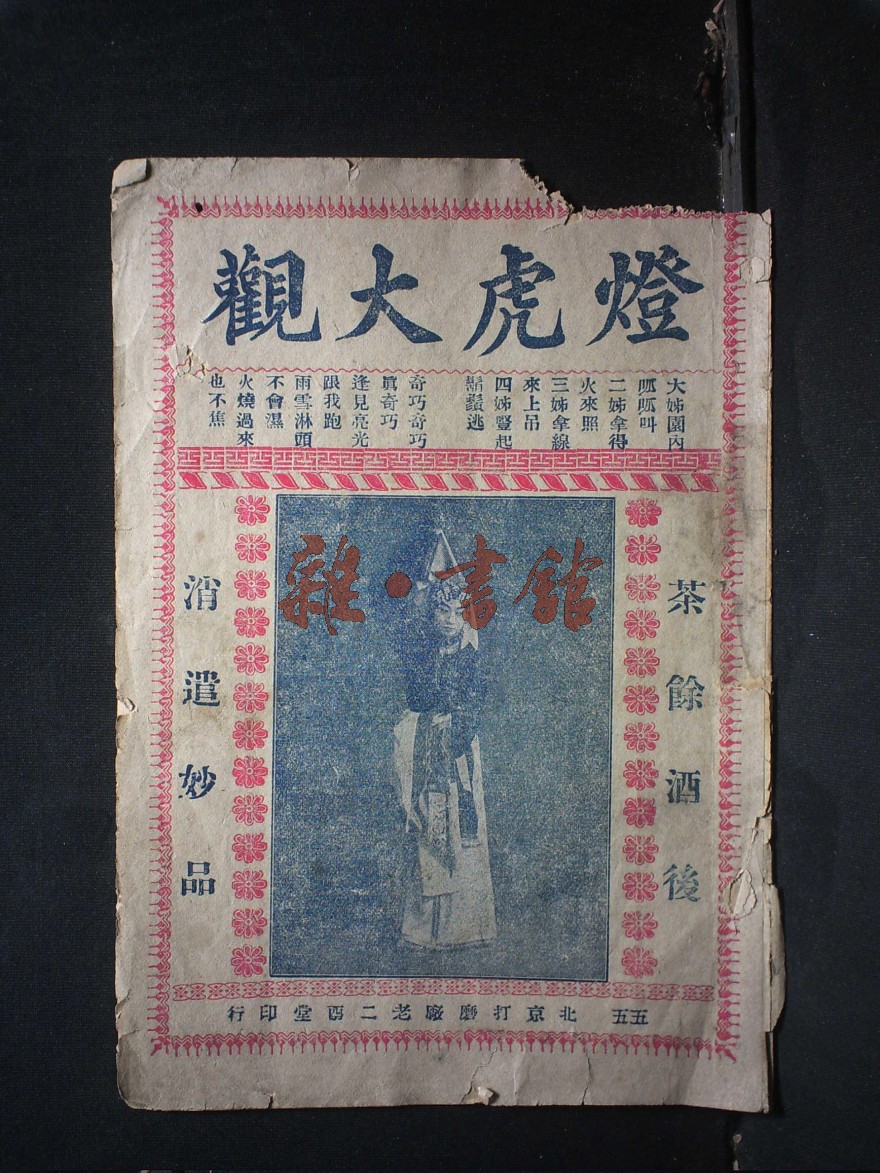 燈虎大觀
大姊園內
呱呱叫
二姊拿得
火來照
三姊拿線
來上吊
四姊豎起
鬍鬚逃
奇巧奇巧
真奇巧
逢見亮光
跟我跑
雨雪淋頭
不會濕
火燒過來
也不焦
茶餘酒後
消遣妙品
雜·書館
五五 北京打磨廠老二酉堂印行